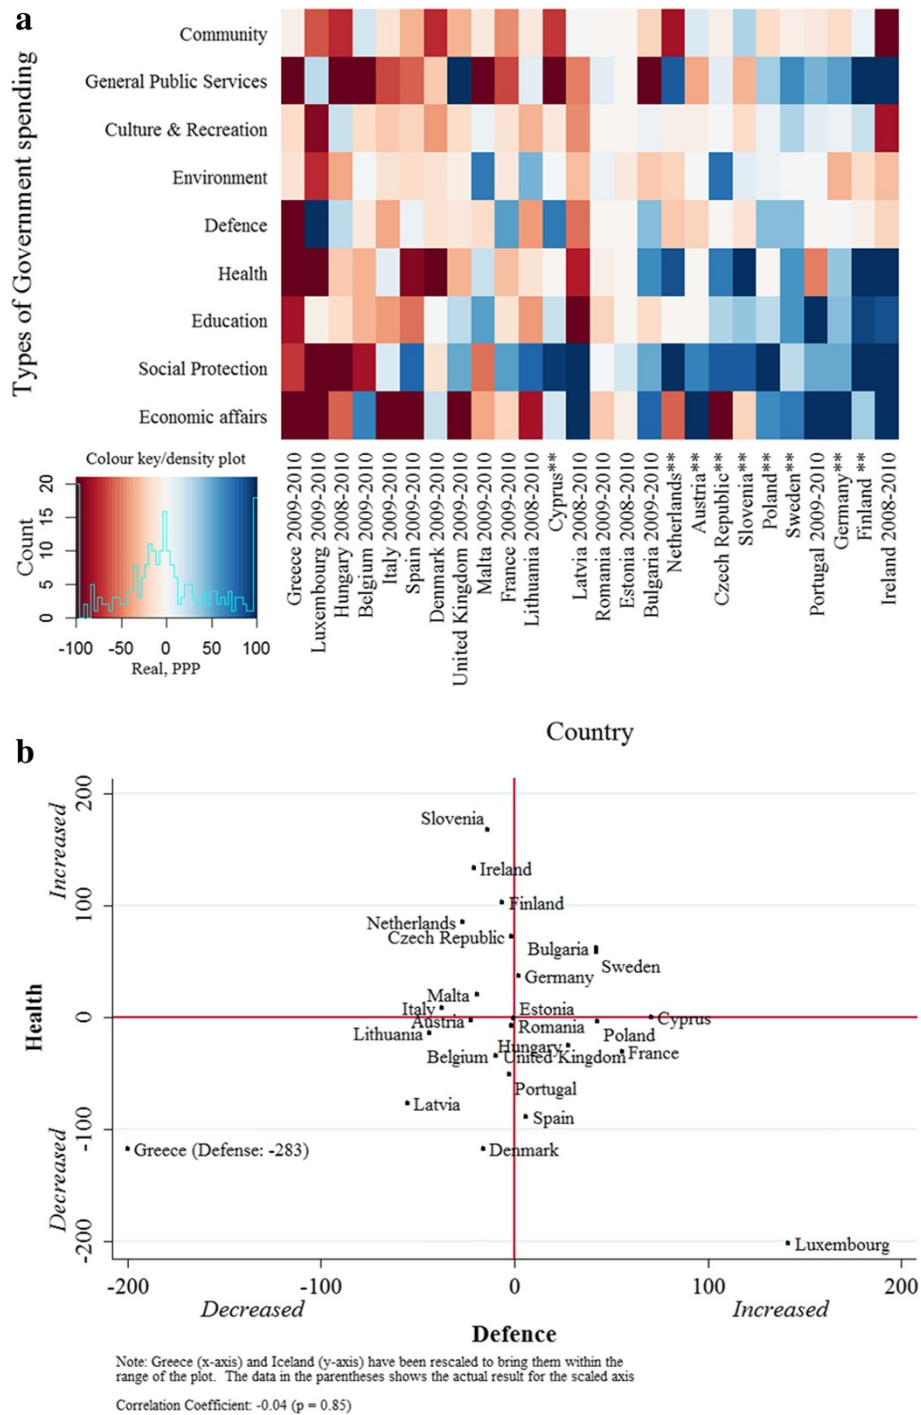 a
Types of Government spending
Community
General Public Services
Culture & Recreation
Environment
Defence
Health
Education
Social Protection
Economic affairs
Colour key/density plot
Count
20
15
10
5
0
-100 -50 0 50 100
Real, PPP
Greece 2009-2010
Luxembourg 2009-2010
Hungary 2008-2010
Belgium 2009-2010
Italy 2009-2010
Spain 2009-2010
Denmark 2009-2010
United Kingdom 2009-2010
Malta 2009-2010
France 2009-2010
Lithuania 2008-2010
Cyprus**
Latvia 2008-2010
Romania 2009-2010
Estonia 2008-2010
Bulgaria 2009-2010
Netherlands**
Austria**
Czech Republic**
Slovenia**
Poland**
Sweden**
Portugal 2009-2010
Germany**
Finland **
Ireland 2008-2010
Country
b
Health
Increased
Decreased
200
100
0
-100
-200
Slovenia
Ireland
Finland
Netherlands
Czech Republic
Bulgaria
Sweden
Germany
Malta
Italy
Estonia
Cyprus
Austria
Romania
Lithuania
Poland
Hungary
France
Belgium
United Kingdom
Portugal
Latvia
Spain
Greece (Defense: -283)
Denmark
Luxembourg
-200 -100 0 100 200
Decreased Increased
Defence
Note: Greece (x-axis) and Iceland (y-axis) have been rescaled to bring them within the
range of the plot. The data in the parentheses shows the actual result for the scaled axis
Correlation Coefficient: -0.04 (p = 0.85)